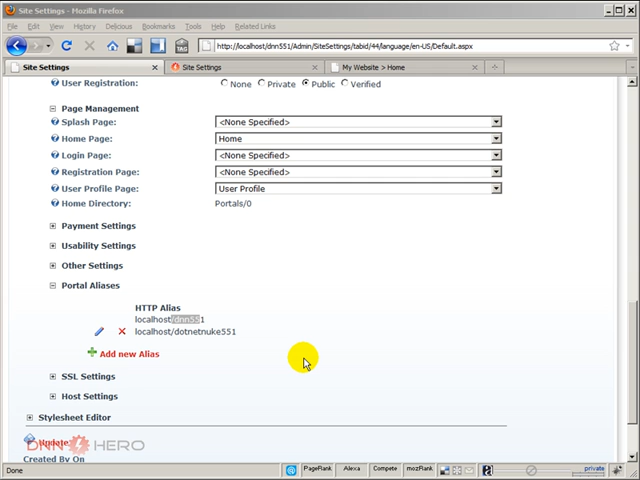 Site Settings - Mozilla Firefox
File Edit View History Delicious Bookmarks Tools Help Related Links
http://localhost/dnn551/Admin/SiteSettings/tabid/44/language/en-US/Default.aspx
Site Settings Site Settings My Website > Home
User Registration: None Private Public Verified
Page Management
Splash Page: <None Specified>
Home Page: Home
Login Page: <None Specified>
Registration Page: <None Specified>
User Profile Page: User Profile
Home Directory: Portals/0
Payment Settings
Usability Settings
Other Settings
Portal Aliases
HTTP Alias
localhost/dnn551
localhost/dotnetnuke551
Add new Alias
SSL Settings
Host Settings
Stylesheet Editor
Update
DNN HERO
Created By On
Done PageRank Alexa Compete mozRank private